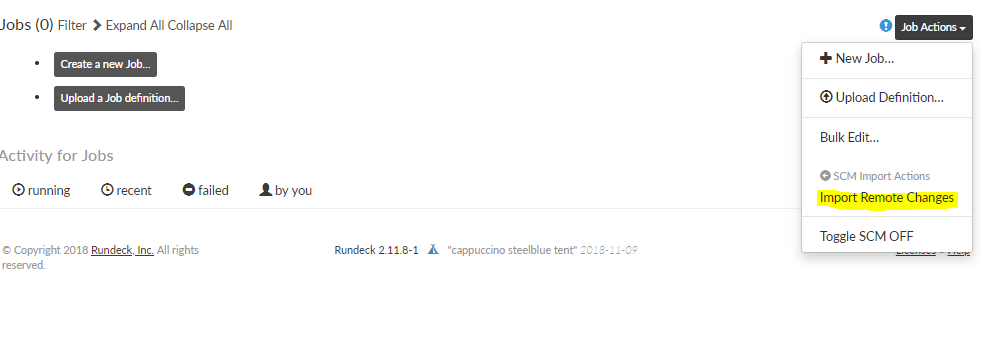 Jobs (0) Filter Expand All Collapse All
Job Actions
Create a new Job...
Upload a Job definition...
New Job...
Upload Definition...
Bulk Edit...
SCM Import Actions
Import Remote Changes
Toggle SCM OFF
Activity for Jobs
running recent failed by you
© Copyright 2018 Rundeck, Inc. All rights
reserved.
Rundeck 2.11.8-1 "cappuccino steelblue tent" 2018-11-09
Licenses Help